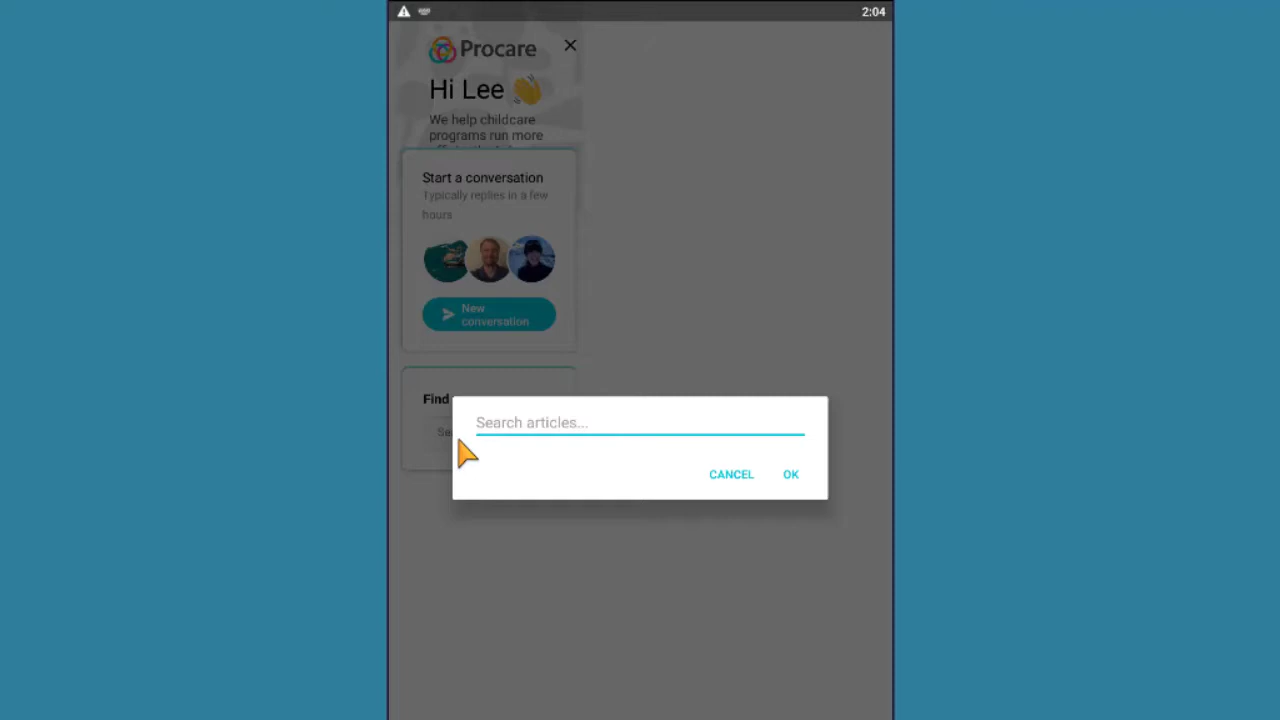 2:04
Procare
Hi Lee 👋
We help childcare
programs run more
Start a conversation
Typically replies in a few
hours
New
conversation
Find
Se
Search articles...
CANCEL
OK